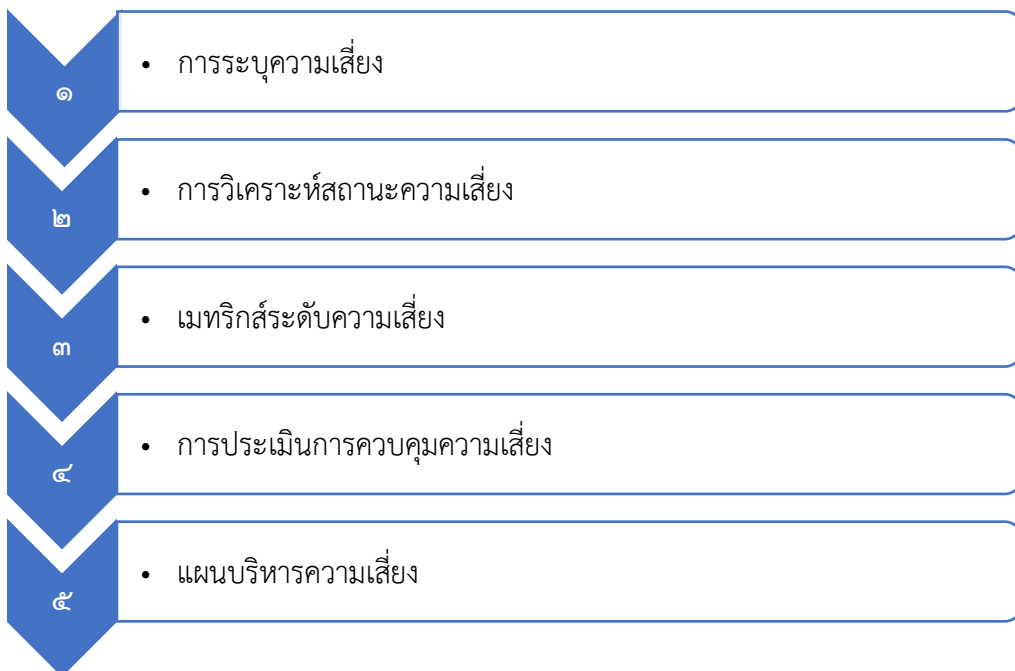 ๑
• การระบุความเสี่ยง
๒
• การวิเคราะห์สถานะความเสี่ยง
๓
• เมทริกส์ระดับความเสี่ยง
๔
• การประเมินการควบคุมความเสี่ยง
๕
• แผนบริหารความเสี่ยง